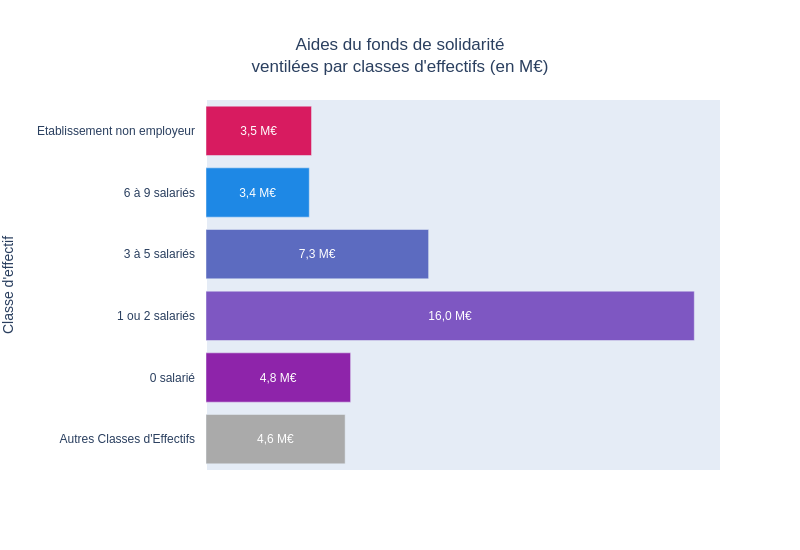 Aides du fonds de solidarité
ventilées par classes d'effectifs (en M€)
Classe d'effectif
Etablissement non employeur
3,5 M€
6 à 9 salariés
3,4 M€
3 à 5 salariés
7,3 M€
1 ou 2 salariés
16,0 M€
0 salarié
4,8 M€
Autres Classes d'Effectifs
4,6 M€